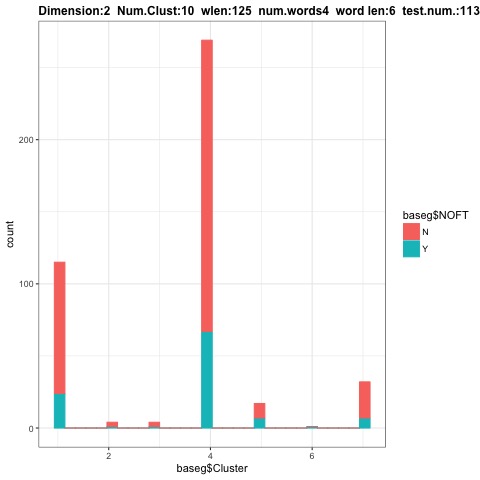 Dimension:2 Num.Clust:10 wlen:125 num.words4 word len:6 test.num.:113
200
100
0
count
2
4
6
baseg$Cluster
baseg$NOFT
N
Y